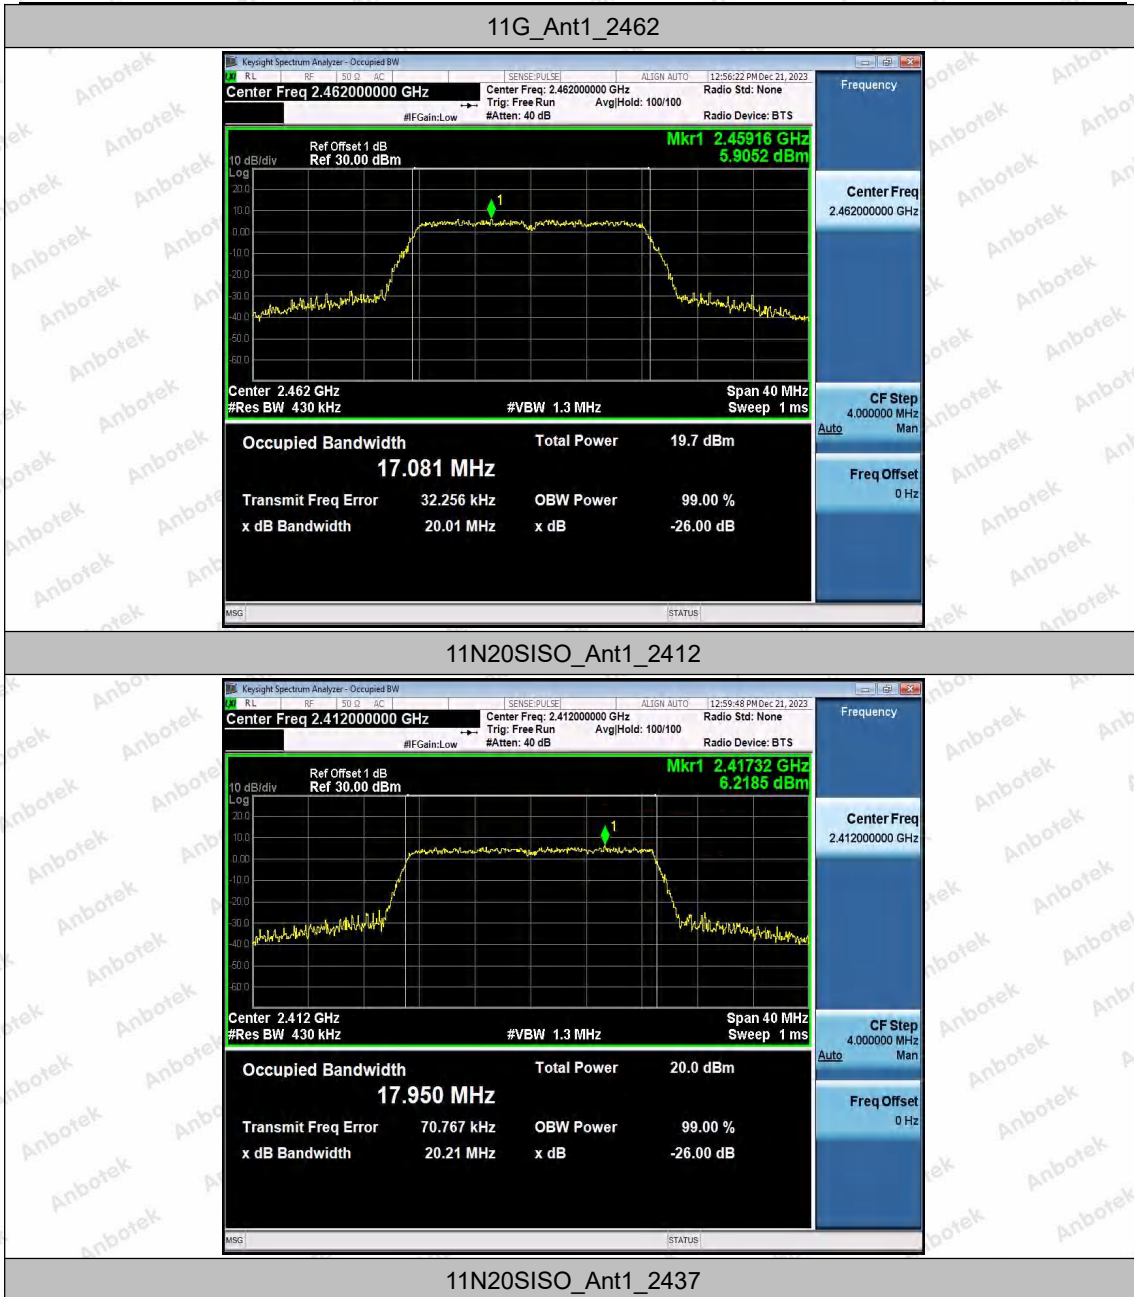 11G_Ant1_2462
Keysight Spectrum Analyzer - Occupied BW
RL RF 50 Ω AC SENSE:PULSE ALIGN AUTO 12:56:22 PM Dec 21, 2023
Center Freq 2.462000000 GHz Center Freq: 2.462000000 GHz Radio Std: None Frequency
Trig: Free Run Avg|Hold: 100/100
#IFGain:Low #Atten: 40 dB Radio Device: BTS
Ref Offset 1 dB Mkr1 2.45916 GHz
10 dB/div Ref 30.00 dBm 5.9052 dBm
Log
20.0
10.0
0.00
-10.0
-20.0
-30.0
-40.0
-50.0
-60.0
1
Center Freq
2.462000000 GHz
Center 2.462 GHz Span 40 MHz
#Res BW 430 kHz #VBW 1.3 MHz Sweep 1 ms
CF Step
4.000000 MHz
Auto Man
Occupied Bandwidth Total Power 19.7 dBm
17.081 MHz
Freq Offset
0 Hz
Transmit Freq Error 32.256 kHz OBW Power 99.00 %
x dB Bandwidth 20.01 MHz x dB -26.00 dB
MSG STATUS
11N20SISO_Ant1_2412
Keysight Spectrum Analyzer - Occupied BW
RL RF 50 Ω AC SENSE:PULSE ALIGN AUTO 12:59:48 PM Dec 21, 2023
Center Freq 2.412000000 GHz Center Freq: 2.412000000 GHz Radio Std: None Frequency
Trig: Free Run Avg|Hold: 100/100
#IFGain:Low #Atten: 40 dB Radio Device: BTS
Ref Offset 1 dB Mkr1 2.41732 GHz
10 dB/div Ref 30.00 dBm 6.2185 dBm
Log
20.0
10.0
0.00
-10.0
-20.0
-30.0
-40.0
-50.0
-60.0
1
Center Freq
2.412000000 GHz
Center 2.412 GHz Span 40 MHz
#Res BW 430 kHz #VBW 1.3 MHz Sweep 1 ms
CF Step
4.000000 MHz
Auto Man
Occupied Bandwidth Total Power 20.0 dBm
17.950 MHz
Freq Offset
0 Hz
Transmit Freq Error 70.767 kHz OBW Power 99.00 %
x dB Bandwidth 20.21 MHz x dB -26.00 dB
MSG STATUS
11N20SISO_Ant1_2437